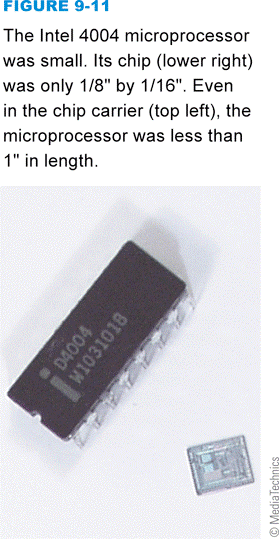 FIGURE 9-11
The Intel 4004 microprocessor
was small. Its chip (lower right)
was only 1/8" by 1/16". Even
in the chip carrier (top left), the
microprocessor was less than
1" in length.
i D4004
W1031018
© MediaTechnics